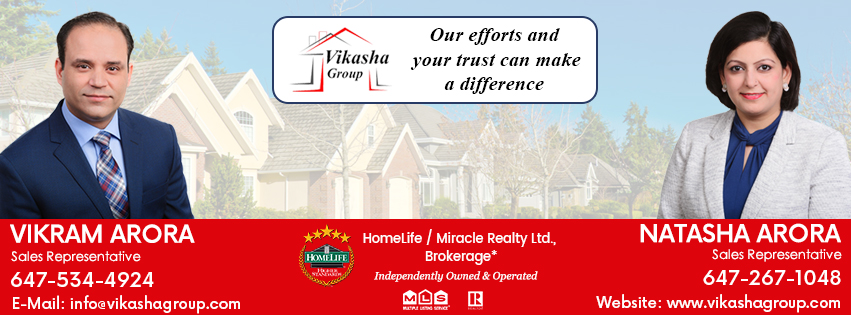 Vikasha
Group
Our efforts and
your trust can make
a difference
VIKRAM ARORA
Sales Representative
647-534-4924
E-Mail: info@vikashagroup.com
HOMELIFE
HIGHER
STANDARDS
HomeLife / Miracle Realty Ltd.,
Brokerage*
Independently Owned & Operated
MLS
MULTIPLE LISTING SERVICE
R
REALTOR
NATASHA ARORA
Sales Representative
647-267-1048
Website: www.vikashagroup.com